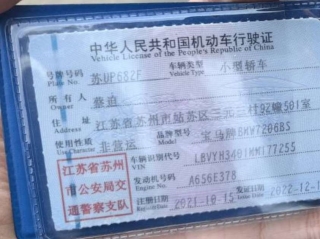 中华人民共和国机动车行驶证
Vehicle License of the People's Republic of China
号牌号码 苏UP6S2F 车辆类型 小型轿车
Plate No. Vehicle Type
所有人 蔡迪
Owner
住址 江苏省苏州市姑苏区三元三村92幢501室
使用性质 非营运 品牌型号 宝马牌BMW7206BS
Use Character
江苏省苏州市公安局交通警察支队
车辆识别代号
VIN
发动机号码 A656E378
Engine No.
注册日期 2021-10-15 发证日期 2022-12-1